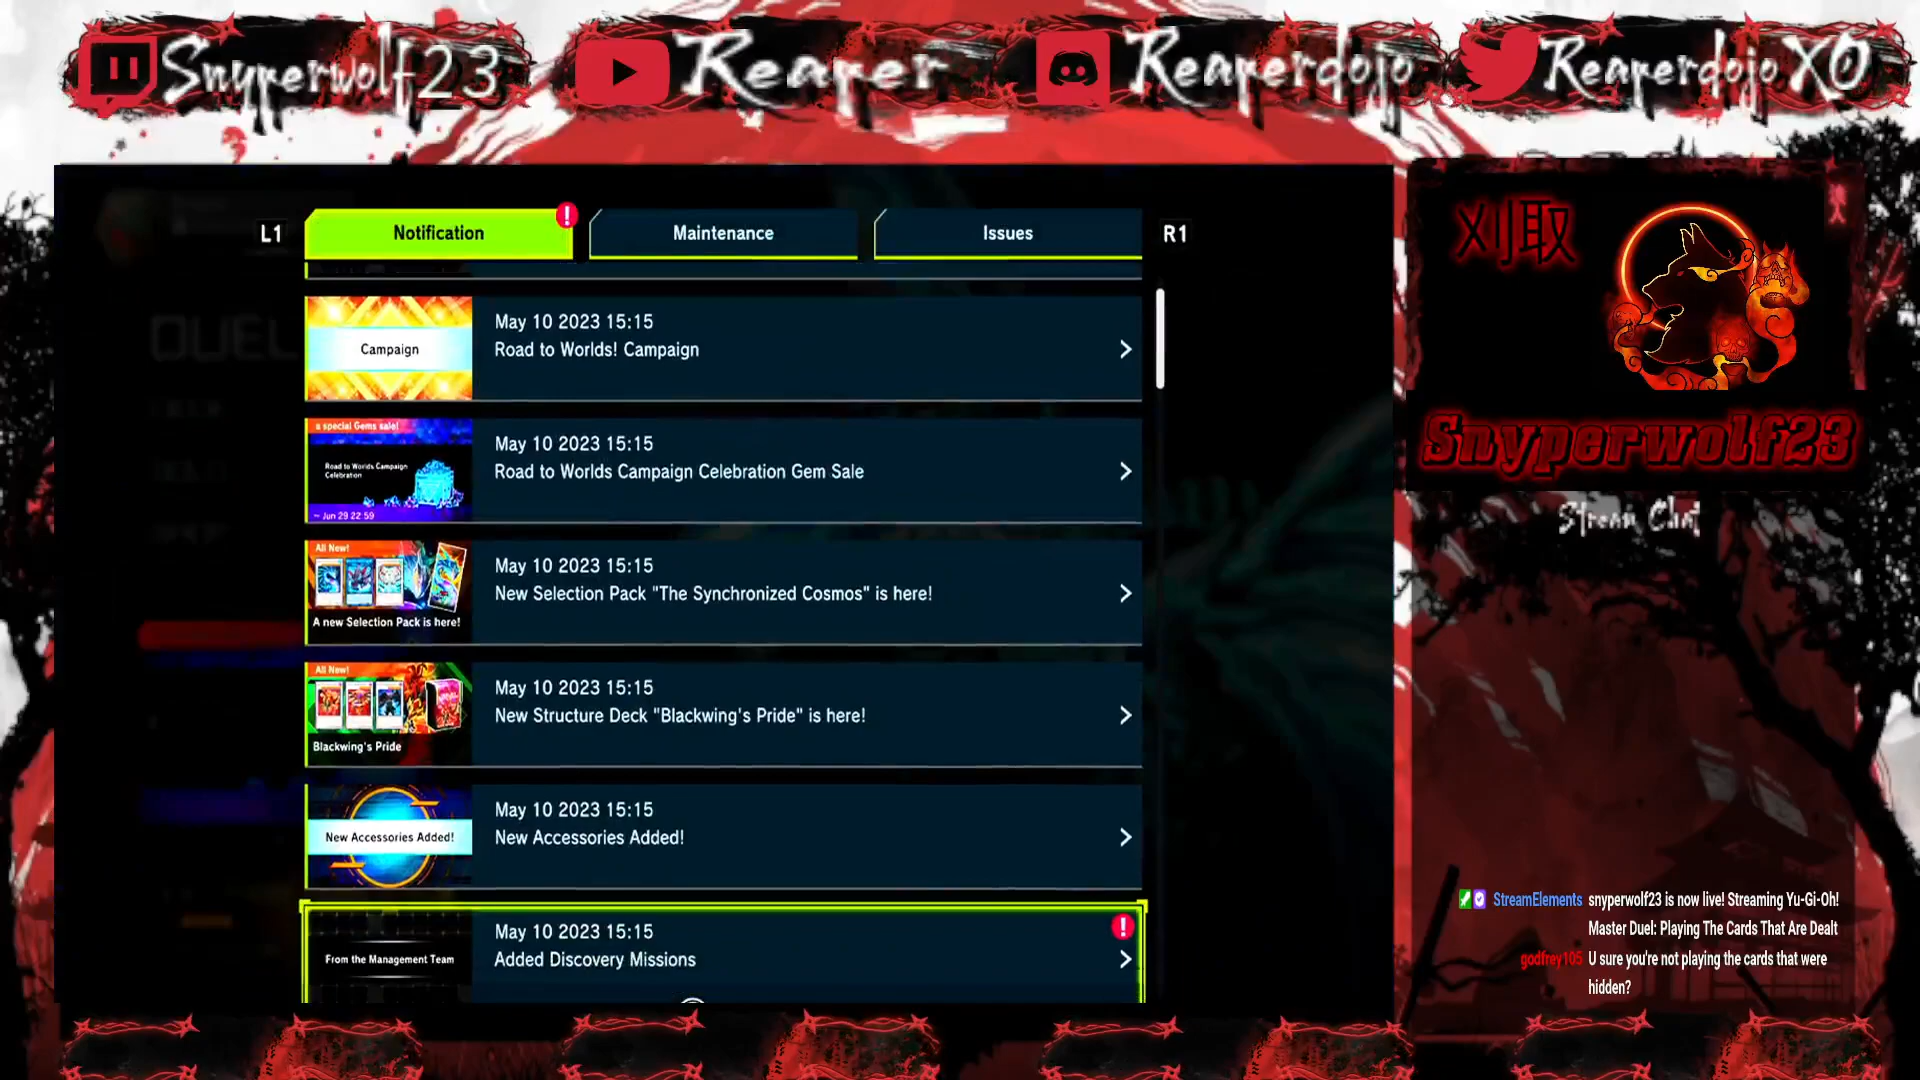 Snyperwolf23
Reaper
Reaperdojo
ReaperdojoXO
L1
Notification
!
Maintenance
Issues
R1
DUEL
Campaign
May 10 2023 15:15
Road to Worlds! Campaign
a special Gems sale!
Road to Worlds Campaign
Celebration
~ Jun 29 22:59
May 10 2023 15:15
Road to Worlds Campaign Celebration Gem Sale
All New!
A new Selection Pack is here!
May 10 2023 15:15
New Selection Pack "The Synchronized Cosmos" is here!
All New!
Blackwing's Pride
May 10 2023 15:15
New Structure Deck "Blackwing's Pride" is here!
New Accessories Added!
May 10 2023 15:15
New Accessories Added!
From the Management Team
May 10 2023 15:15
Added Discovery Missions
!
刈取
Snyperwolf23
Stream Chat
StreamElements snyperwolf23 is now live! Streaming Yu-Gi-Oh!
Master Duel: Playing The Cards That Are Dealt
godfrey105 U sure you're not playing the cards that were
hidden?